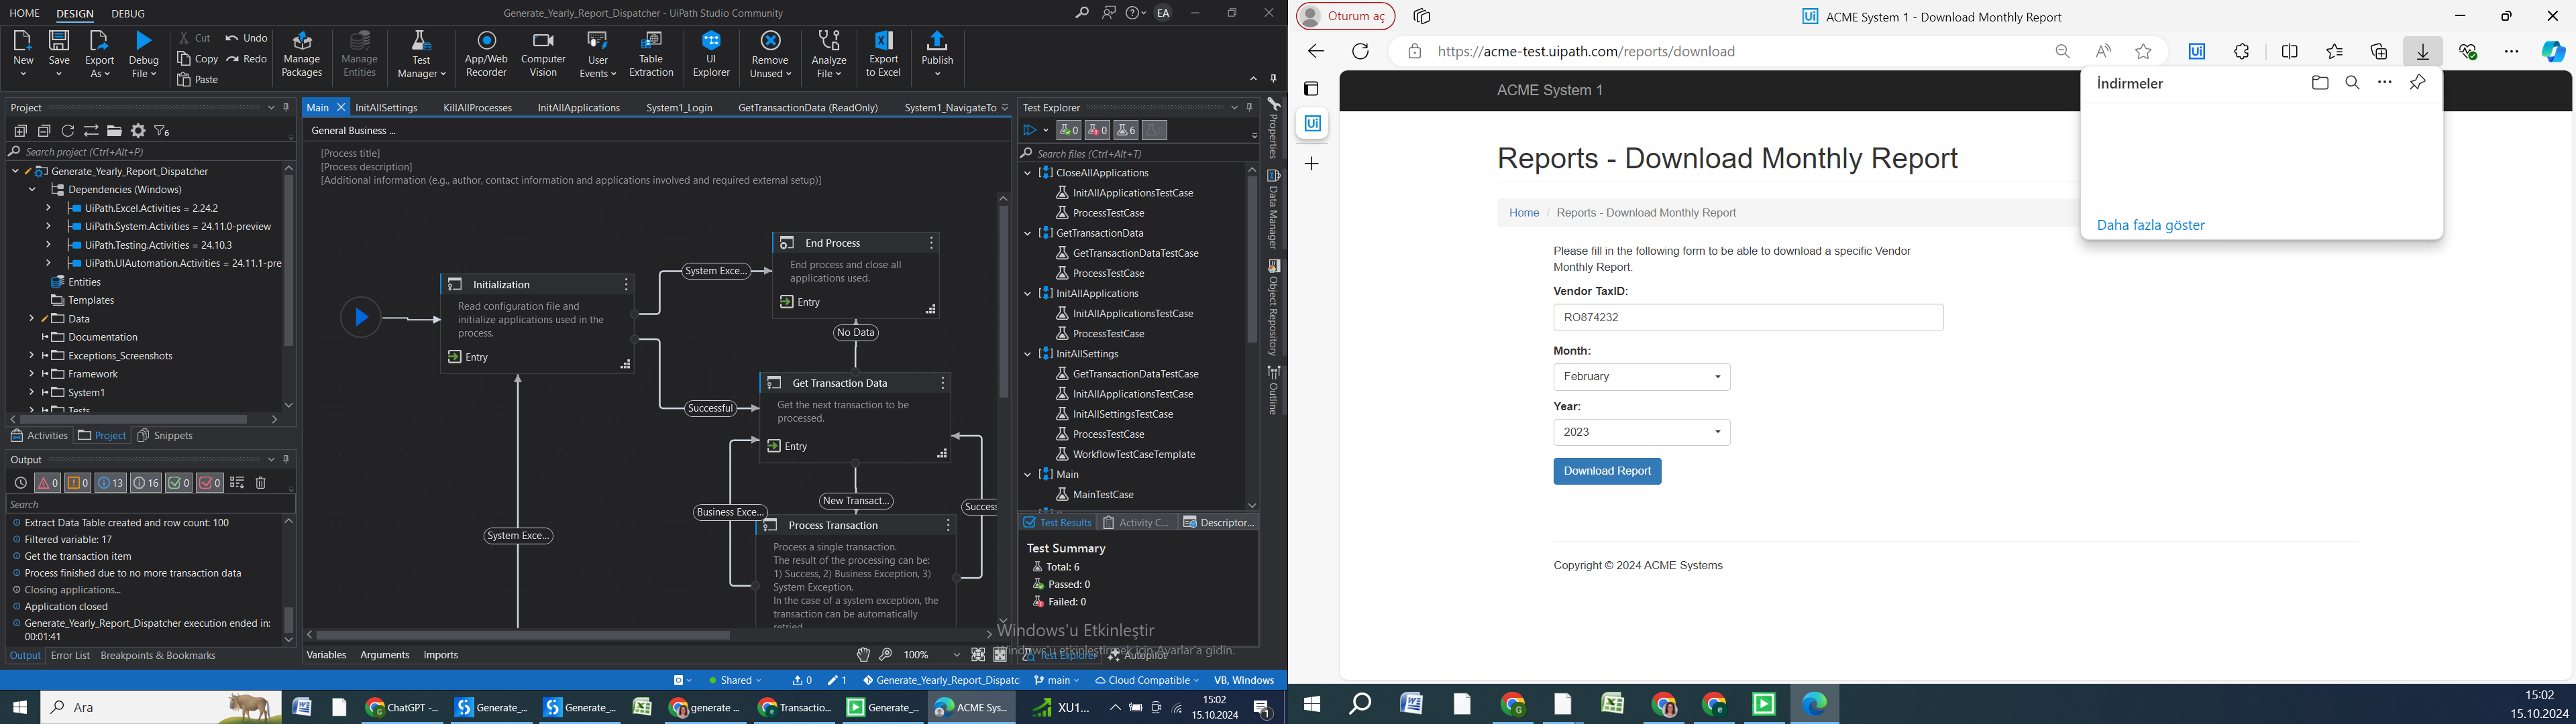 HOME DESIGN DEBUG
Generate_Yearly_Report_Dispatcher - UiPath Studio Community
EA
New
Save
Export As
Debug File
Cut
Copy
Paste
Undo
Redo
Manage Packages
Manage Entities
Test Manager
App/Web Recorder
Computer Vision
User Events
Table Extraction
UI Explorer
Remove Unused
Analyze File
Export to Excel
Publish
Project
6
Search project (Ctrl+Alt+P)
Generate_Yearly_Report_Dispatcher
Dependencies (Windows)
UiPath.Excel.Activities = 2.24.2
UiPath.System.Activities = 24.11.0-preview
UiPath.Testing.Activities = 24.10.3
UiPath.UIAutomation.Activities = 24.11.1-pre
Entities
Templates
Data
Documentation
Exceptions_Screenshots
Framework
System1
Tests
Activities Project Snippets
Output
0 0 13 16 0 0
Search
Extract Data Table created and row count: 100
Filtered variable: 17
Get the transaction item
Process finished due to no more transaction data
Closing applications...
Application closed
Generate_Yearly_Report_Dispatcher execution ended in:
00:01:41
Output Error List Breakpoints & Bookmarks
Main InitAllSettings KillAllProcesses InitAllApplications System1_Login GetTransactionData (ReadOnly) System1_NavigateTo
General Business ...
[Process title]
[Process description]
[Additional information (e.g., author, contact information and applications involved and required external setup)]
Initialization
Read configuration file and
initialize applications used in the
process.
Entry
System Exce...
End Process
End process and close all
applications used.
Entry
No Data
Successful
Get Transaction Data
Get the next transaction to be
processed.
Entry
New Transact...
Business Exce...
Success
System Exce...
Process Transaction
Process a single transaction.
The result of the processing can be:
1) Success, 2) Business Exception, 3)
System Exception.
In the case of a system exception, the
transaction can be automatically
retried.
Variables Arguments Imports
100%
Test Explorer
0 0 6
Search files (Ctrl+Alt+T)
CloseAllApplications
InitAllApplicationsTestCase
ProcessTestCase
GetTransactionData
GetTransactionDataTestCase
ProcessTestCase
InitAllApplications
InitAllApplicationsTestCase
ProcessTestCase
InitAllSettings
GetTransactionDataTestCase
InitAllApplicationsTestCase
InitAllSettingsTestCase
ProcessTestCase
WorkflowTestCaseTemplate
Main
MainTestCase
Test Results Activity C... Descriptor...
Test Summary
Total: 6
Passed: 0
Failed: 0
Windows'u Etkinleştir
Windows'u etkinleştirmek için Ayarlar'a gidin.
Test Explorer Autopilot
Properties
Data Manager
Object Repository
Outline
Shared 0 1 Generate_Yearly_Report_Dispatc main Cloud Compatible VB, Windows
Ara
ChatGPT -... Generate_... Generate_... generate ... Transactio... Generate_... ACME Sys... XU1...
15:02
15.10.2024
1
Oturum aç
Ui ACME System 1 - Download Monthly Report
https://acme-test.uipath.com/reports/download
Ui
Ui
ACME System 1
İndirmeler
Daha fazla göster
Reports - Download Monthly Report
Home / Reports - Download Monthly Report
Please fill in the following form to be able to download a specific Vendor
Monthly Report.
Vendor TaxID:
RO874232
Month:
February
Year:
2023
Download Report
Copyright © 2024 ACME Systems
15:02
15.10.2024